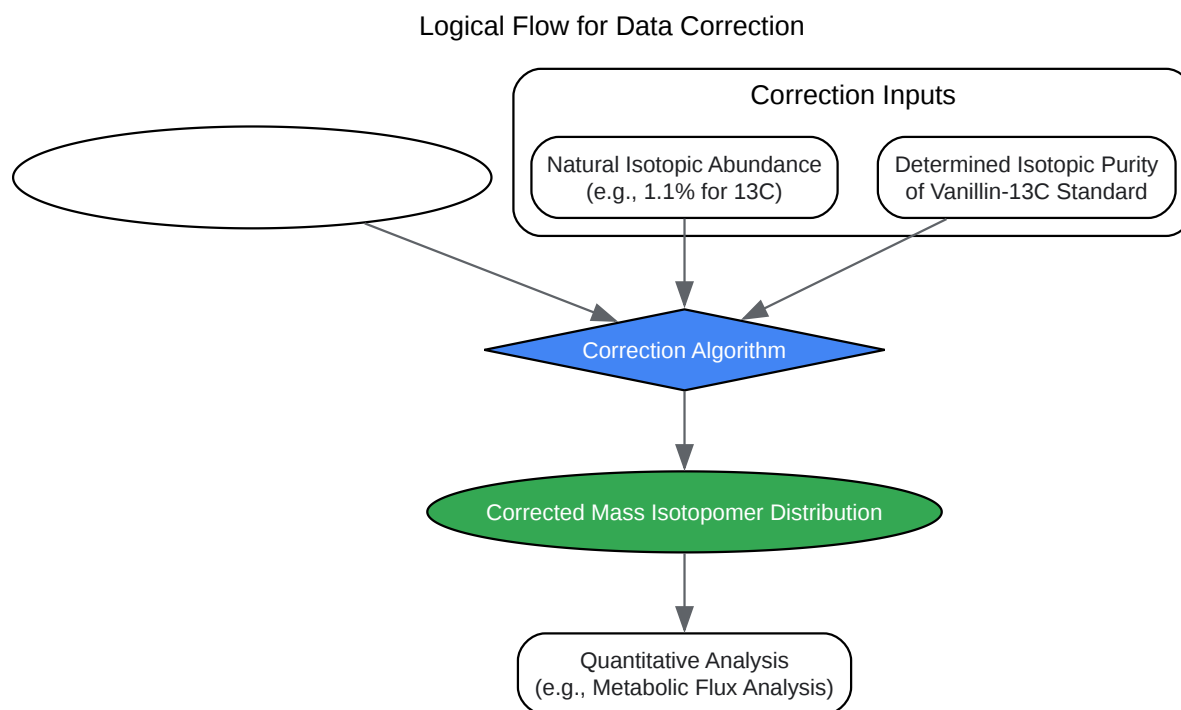 Logical Flow for Data Correction
Correction Inputs
Natural Isotopic Abundance
(e.g., 1.1% for 13C)
Determined Isotopic Purity
of Vanillin-13C Standard
Correction Algorithm
Corrected Mass Isotopomer Distribution
Quantitative Analysis
(e.g., Metabolic Flux Analysis)